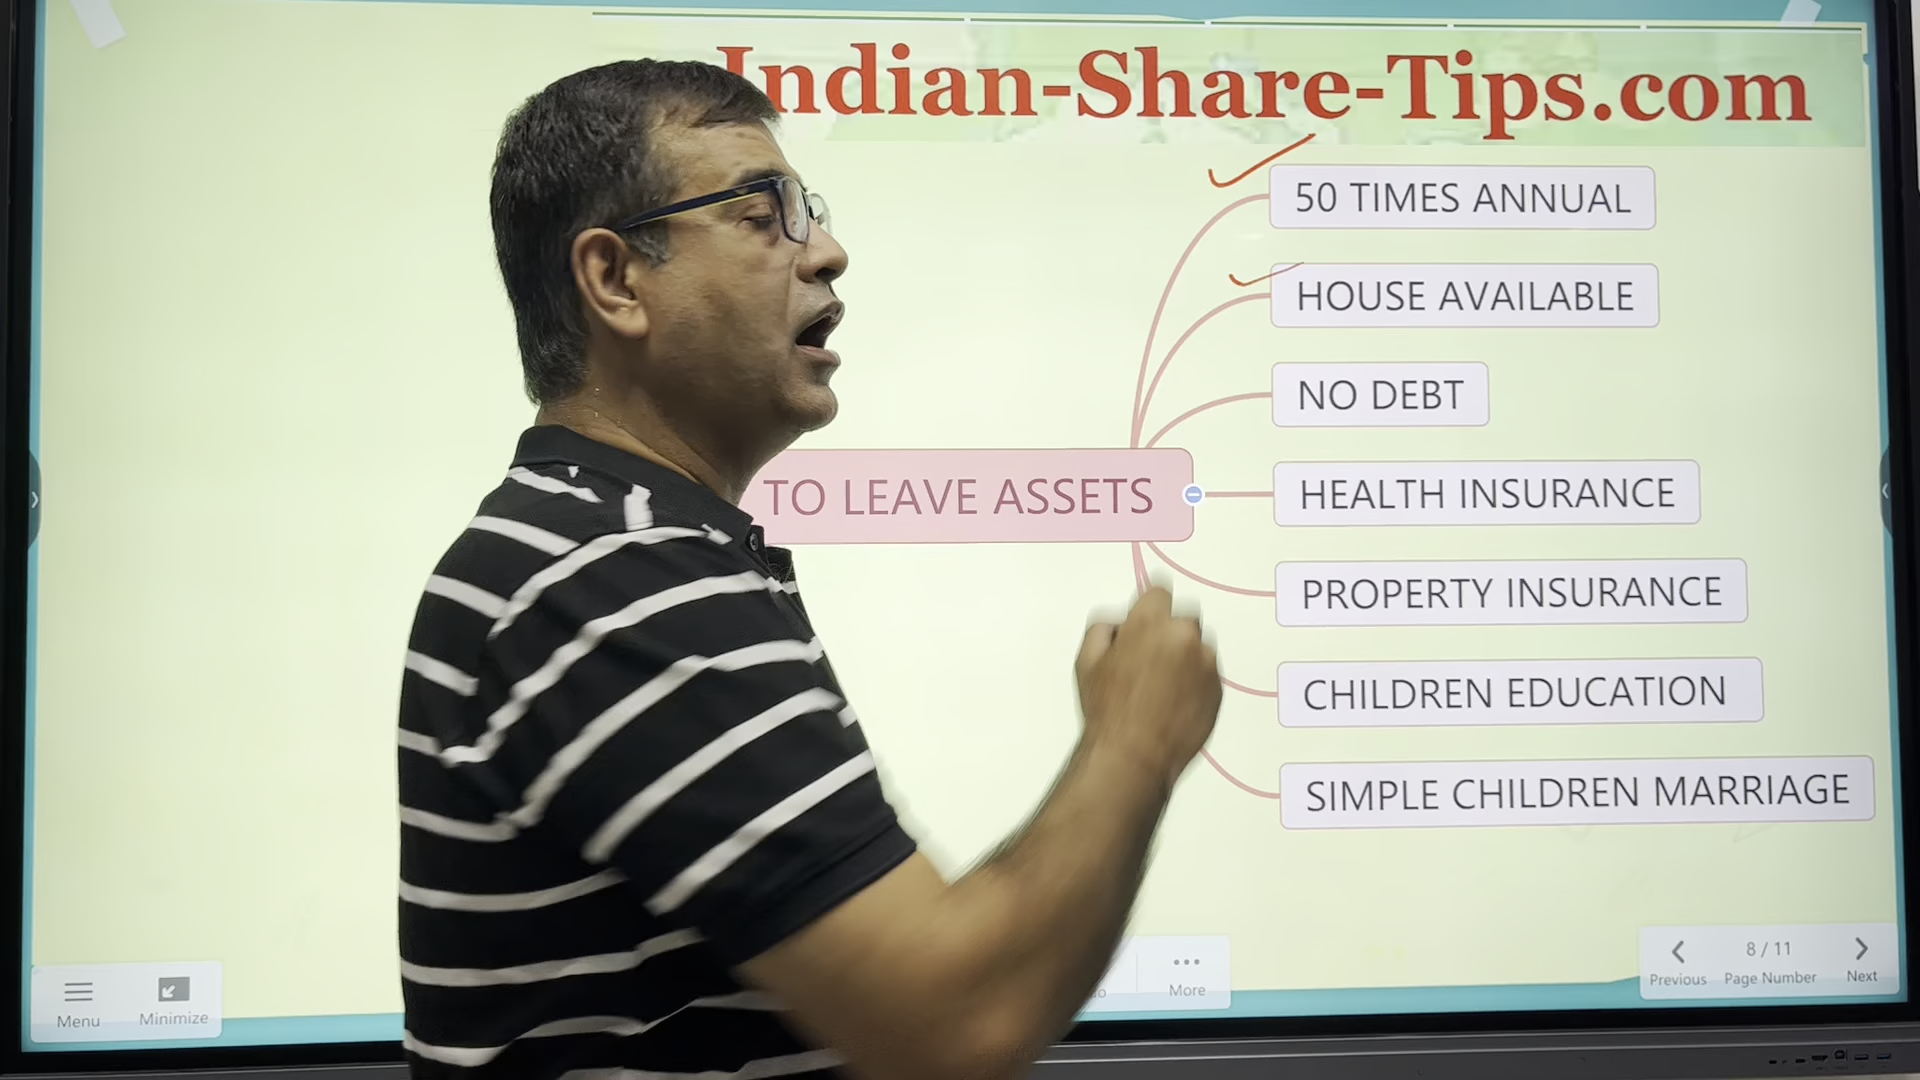 Indian-Share-Tips.com
50 TIMES ANNUAL
HOUSE AVAILABLE
NO DEBT
TO LEAVE ASSETS
HEALTH INSURANCE
PROPERTY INSURANCE
CHILDREN EDUCATION
SIMPLE CHILDREN MARRIAGE
Menu
Minimize
More
8 / 11
Previous
Page Number
Next